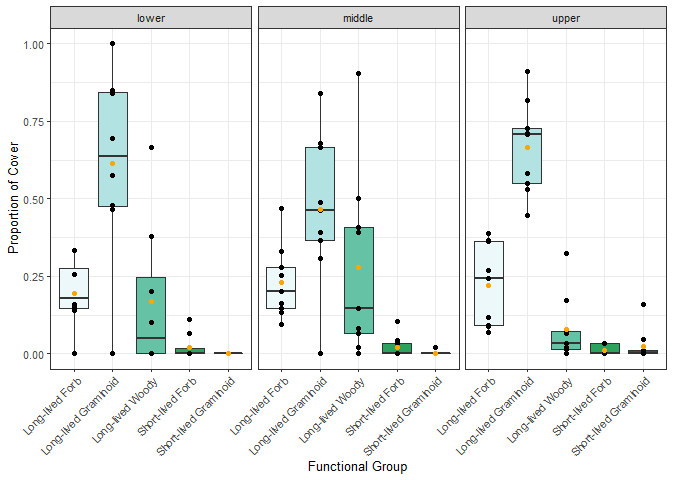 lower middle upper
1.00
0.75
0.50
0.25
0.00
Proportion of Cover
Long-lived Forb Long-lived Graminoid Long-lived Woody Short-lived Forb Short-lived Graminoid Long-lived Forb Long-lived Graminoid Long-lived Woody Short-lived Forb Short-lived Graminoid Long-lived Forb Long-lived Graminoid Long-lived Woody Short-lived Forb Short-lived Graminoid
Functional Group